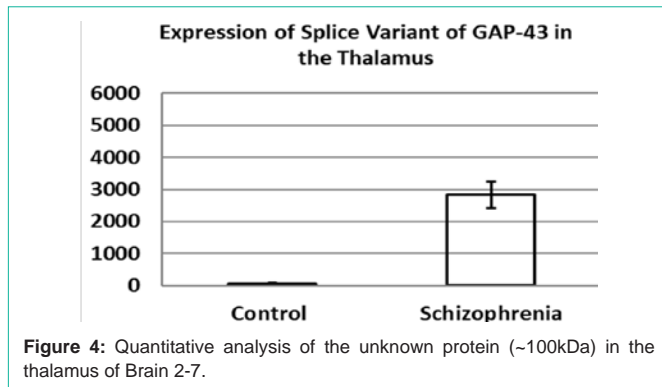 Expression of Splice Variant of GAP-43 in
the Thalamus
6000
5000
4000
3000
2000
1000
0
Control
Schizophrenia
Figure 4: Quantitative analysis of the unknown protein (~100kDa) in the
thalamus of Brain 2-7.